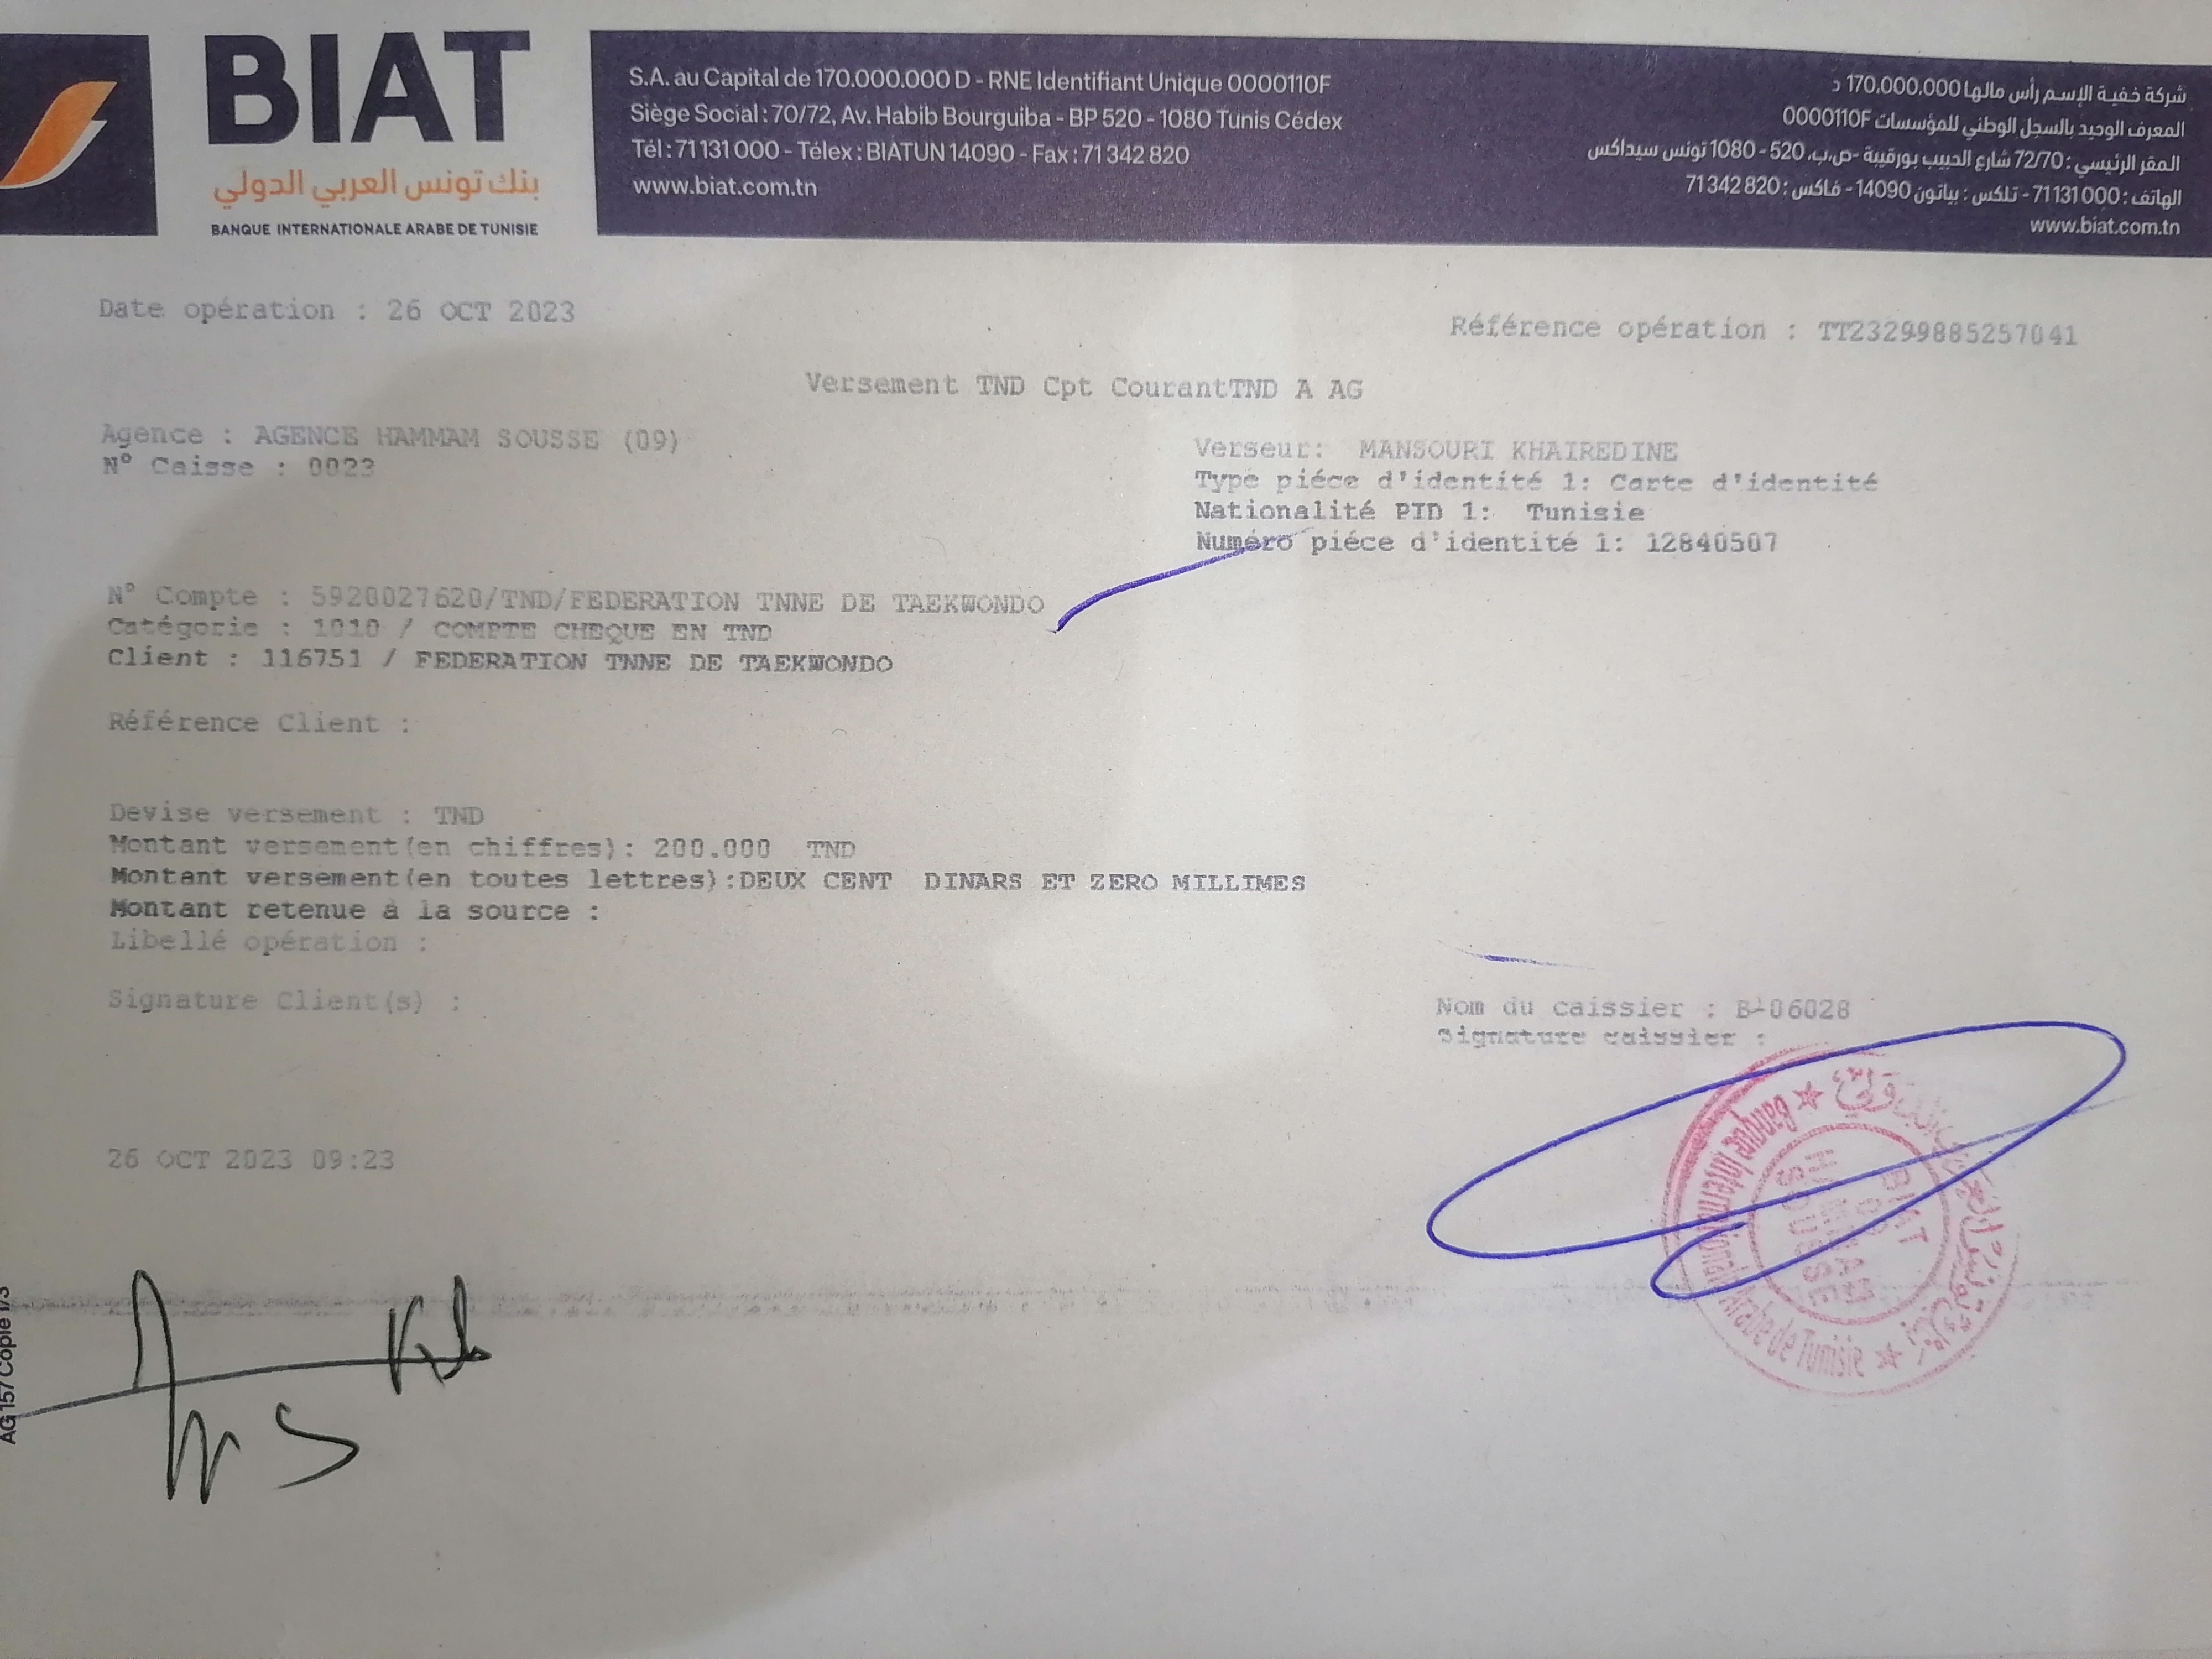 BIAT
بنك تونس العربي الدولي
BANQUE INTERNATIONALE ARABE DE TUNISIE
S.A. au Capital de 170.000.000 D - RNE Identifiant Unique 0000110F
Siège Social : 70/72, Av. Habib Bourguiba - BP 520 - 1080 Tunis Cédex
Tél : 71 131 000 - Télex : BIATUN 14090 - Fax : 71 342 820
www.biat.com.tn
شركة خفية الإسم رأس مالها 170.000.000 د
المعرف الوحيد بالسجل الوطني للمؤسسات 0000110F
المقر الرئيسي : 72/70 شارع الحبيب بورقيبة -ص.ب. 520 - 1080 تونس سيداكس
الهاتف : 71 131 000 - تلكس : بياتون 14090 - فاكس : 71 342 820
www.biat.com.tn
Date opération : 26 OCT 2023
Référence opération : TT23299885257041
Versement TND Cpt CourantTND A AG
Agence : AGENCE HAMMAM SOUSSE (09)
N° Caisse : 0023
Verseur: MANSOURI KHAIREDINE
Type piéce d'identité 1: Carte d'identité
Nationalité PID 1: Tunisie
Numéro piéce d'identité 1: 12840507
N° Compte : 5920027620/TND/FEDERATION TNNE DE TAEKWONDO
Catégorie : 1010 / COMPTE CHEQUE EN TND
Client : 116751 / FEDERATION TNNE DE TAEKWONDO
Référence Client :
Devise versement : TND
Montant versement(en chiffres): 200.000 TND
Montant versement(en toutes lettres):DEUX CENT DINARS ET ZERO MILLIMES
Montant retenue à la source :
Libellé opération :
Signature Client(s) :
Nom du caissier : B-06028
Signature caissier :
Banque Internationale Arabe de Tunisie
BIAT
HAMMAM
SOUSSE
26 OCT 2023 09:23
AG 157 Copie 1/3